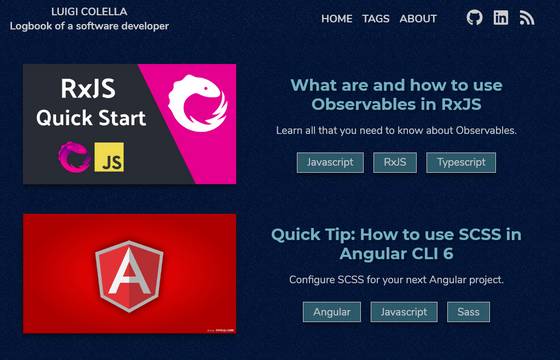 LUIGI COLELLA
Logbook of a software developer
HOME TAGS ABOUT
RxJS
Quick Start
JS
What are and how to use
Observables in RxJS
Learn all that you need to know about Observables.
Javascript RxJS Typescript
A
Quick Tip: How to use SCSS in
Angular CLI 6
Configure SCSS for your next Angular project.
Angular Javascript Sass